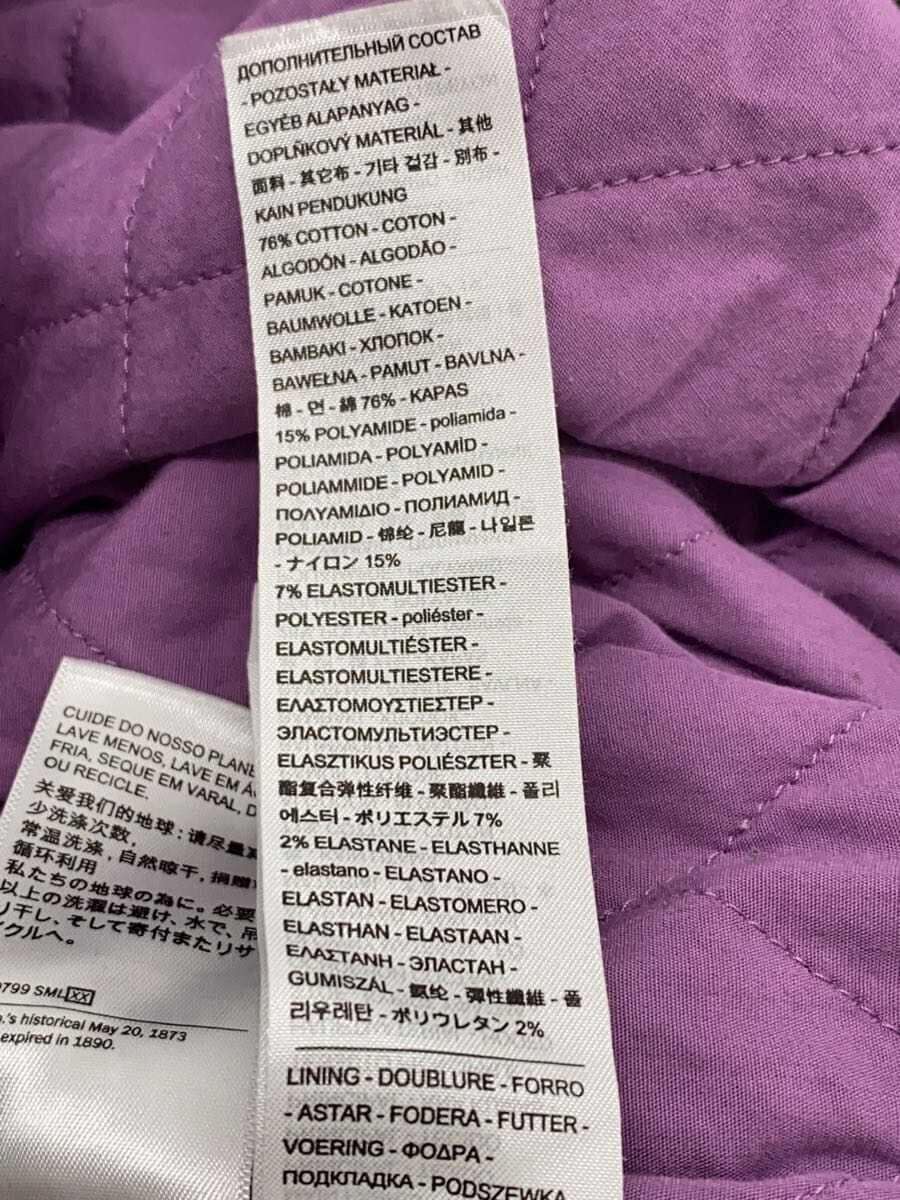 ДОПОЛНИТЕЛЬНЫЙ СОСТАВ
- POZOSTAŁY MATERIAŁ -
EGYÉB ALAPANYAG -
DOPLŇKOVÝ MATERIÁL - 其他
面料 - 其它布 - 기타 겉감 - 別布 -
KAIN PENDUKUNG
76% COTTON - COTON -
ALGODÓN - ALGODÃO -
PAMUK - COTONE -
BAUMWOLLE - KATOEN -
BAMBAKI - ХЛОПОК -
BAWEŁNA - PAMUT - BAVLNA -
棉 - 면 - 綿 76% - KAPAS
15% POLYAMIDE - poliamida -
POLIAMIDA - POLYAMİD -
POLIAMMIDE - POLYAMID -
ΠΟΛΥΑΜΙΔΙΟ - ПОЛИАМИД -
POLIAMID - 锦纶 - 尼龍 - 나일론
- ナイロン 15%
7% ELASTOMULTIESTER -
POLYESTER - poliéster -
ELASTOMULTIÉSTER -
ELASTOMULTIESTERE -
ΕΛΑΣΤΟΜΟΥΣΤΙΕΣΤΕΡ -
ЭЛАСТОМУЛЬТИЭСТЕР -
ELASZTIKUS POLIÉSZTER - 聚
酯复合弹性纤维 - 聚酯纖維 - 폴리
에스터 - ポリエステル 7%
2% ELASTANE - ELASTHANNE
- elastano - ELASTANO -
ELASTAN - ELASTOMERO -
ELASTHAN - ELASTAAN -
ΕΛΑΣΤΑΝΗ - ЭЛАСТАН -
GUMISZÁL - 氨纶 - 弹性纖維 - 폴
리우레탄 - ポリウレタン 2%
LINING - DOUBLURE - FORRO
- ASTAR - FODERA - FUTTER -
VOERING - ΦΟΔΡΑ -
ПОДКЛАДКА - PODSZEWKA
CUIDE DO NOSSO PLANE
LAVE MENOS, LAVE EM Á
FRIA, SEQUE EM VARAL, D
OU RECICLE.
关爱我们的地球: 请尽量
少洗涤次数,
常温洗涤, 自然晾干, 捐贈
循环利用
私たちの地球の為に。必要
以上の洗濯は避け、水で、吊
り干し、そして寄付またリサ
イクルへ。
0799 SML XX
.'s historical May 20, 1873
expired in 1890.